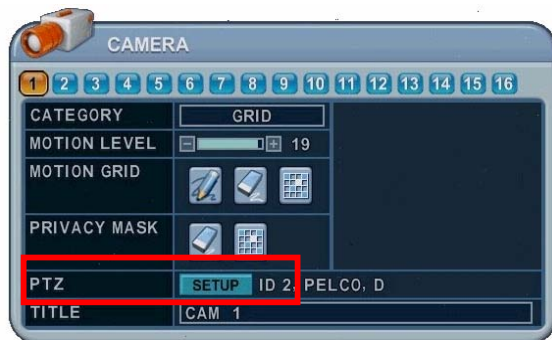 CAMERA
1 2 3 4 5 6 7 8 9 10 11 12 13 14 15 16
CATEGORY GRID
MOTION LEVEL 19
MOTION GRID
PRIVACY MASK
PTZ SETUP ID 2, PELCO, D
TITLE CAM 1